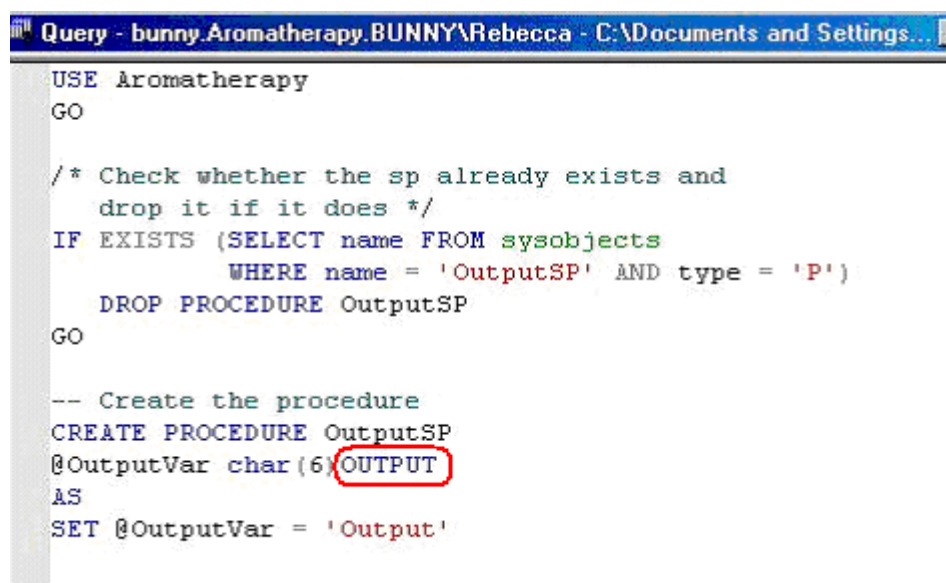 Query - bunny.Aromatherapy.BUNNY\Rebecca - C:\Documents and Settings...
USE Aromatherapy
GO
/* Check whether the sp already exists and
drop it if it does */
IF EXISTS (SELECT name FROM sysobjects
WHERE name = 'OutputSP' AND type = 'P')
DROP PROCEDURE OutputSP
GO
-- Create the procedure
CREATE PROCEDURE OutputSP
@OutputVar char(6)OUTPUT
AS
SET @OutputVar = 'Output'